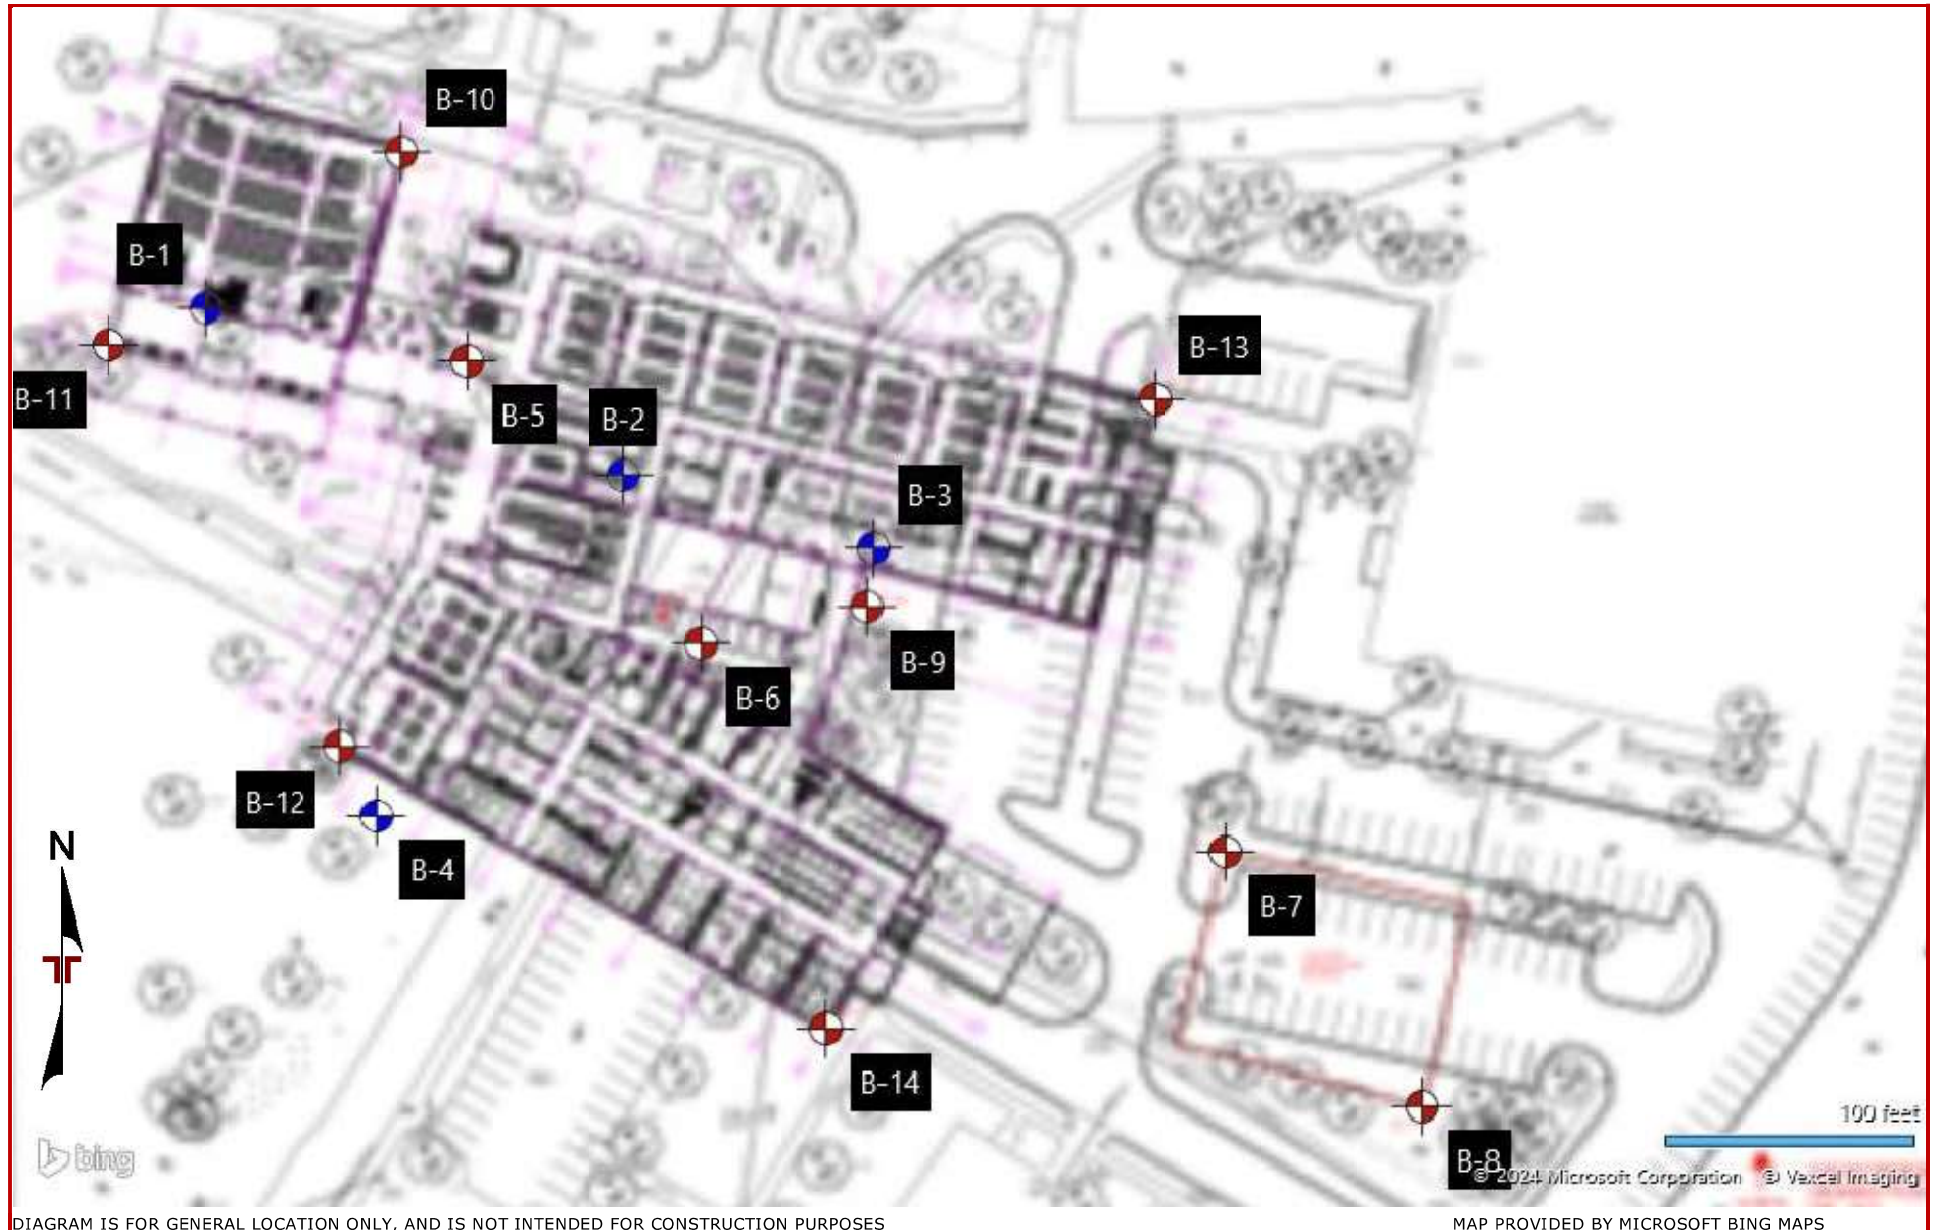 B-10
B-1
B-13
B-11
B-5
B-2
B-3
B-9
B-6
B-12
B-4
N
B-7
B-14
100 feet
B-8
bing
© 2024 Microsoft Corporation © Vexcel Imaging
DIAGRAM IS FOR GENERAL LOCATION ONLY, AND IS NOT INTENDED FOR CONSTRUCTION PURPOSES
MAP PROVIDED BY MICROSOFT BING MAPS